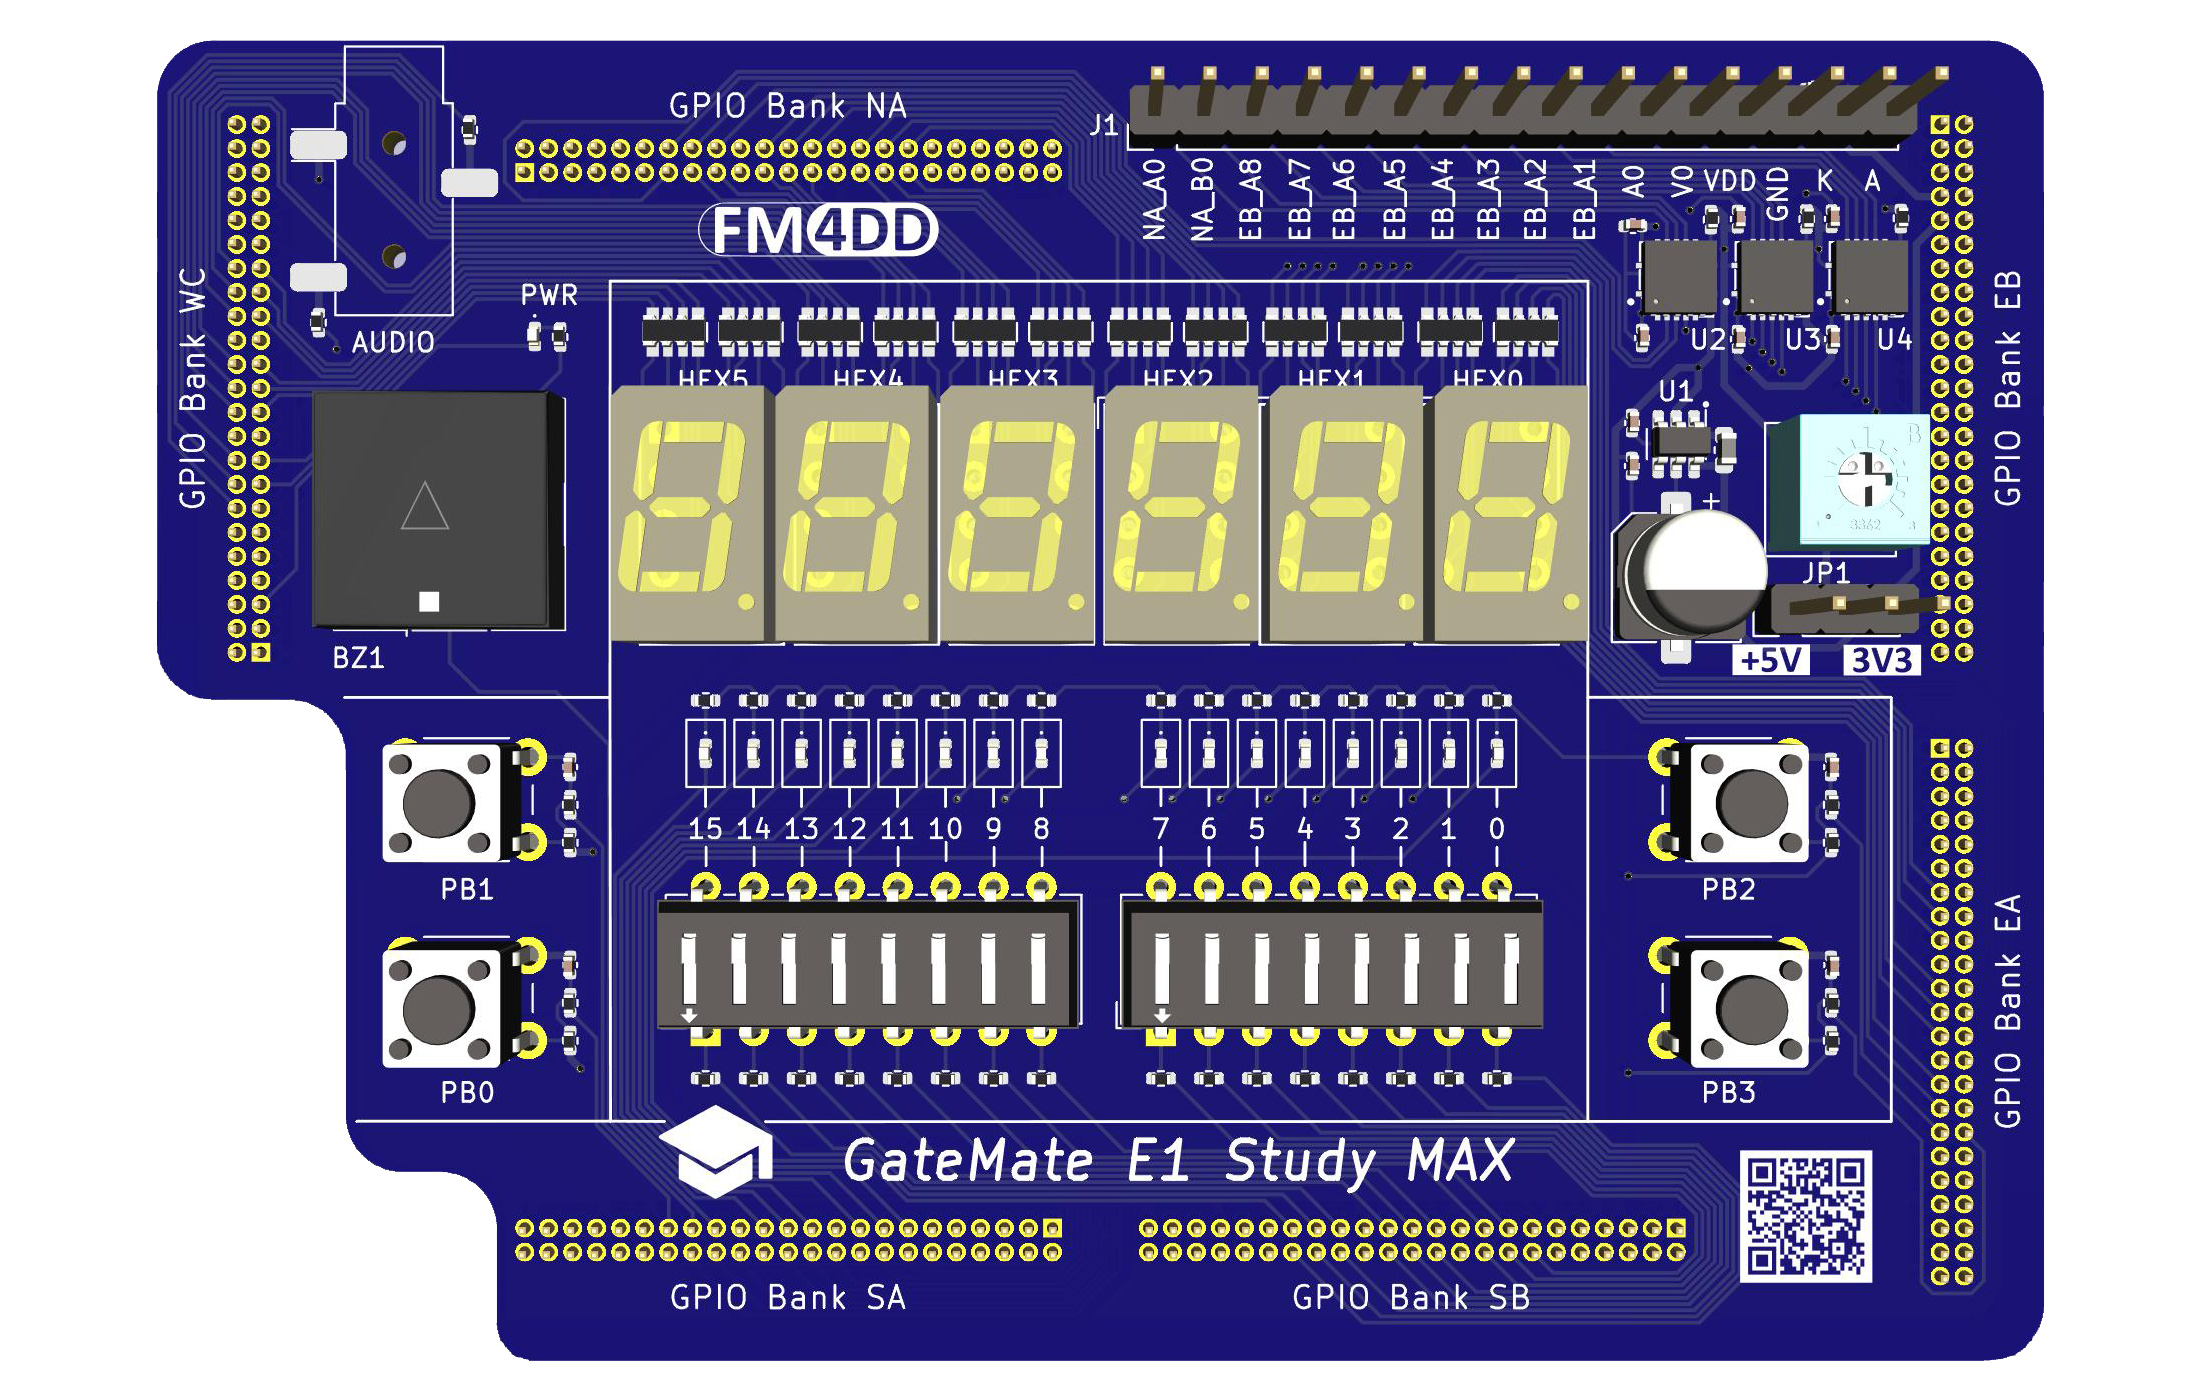 GPIO Bank NA
J1
NA_A0
NA_B0
EB_A8
EB_A7
EB_A6
EB_A5
EB_A4
EB_A3
EB_A2
EB_A1
A0
V0
VDD
GND
K
A
FM4DD
GPIO Bank WC
GPIO Bank EB
PWR
AUDIO
U2
U3
U4
HEX5
HEX4
HEX3
HEX2
HEX1
HEX0
U1
1
B
3362
3
+
JP1
+5V
3V3
BZ1
15 14 13 12 11 10 9 8
7 6 5 4 3 2 1 0
PB1
PB2
PB0
PB3
GPIO Bank EA
GateMate E1 Study MAX
GPIO Bank SA
GPIO Bank SB